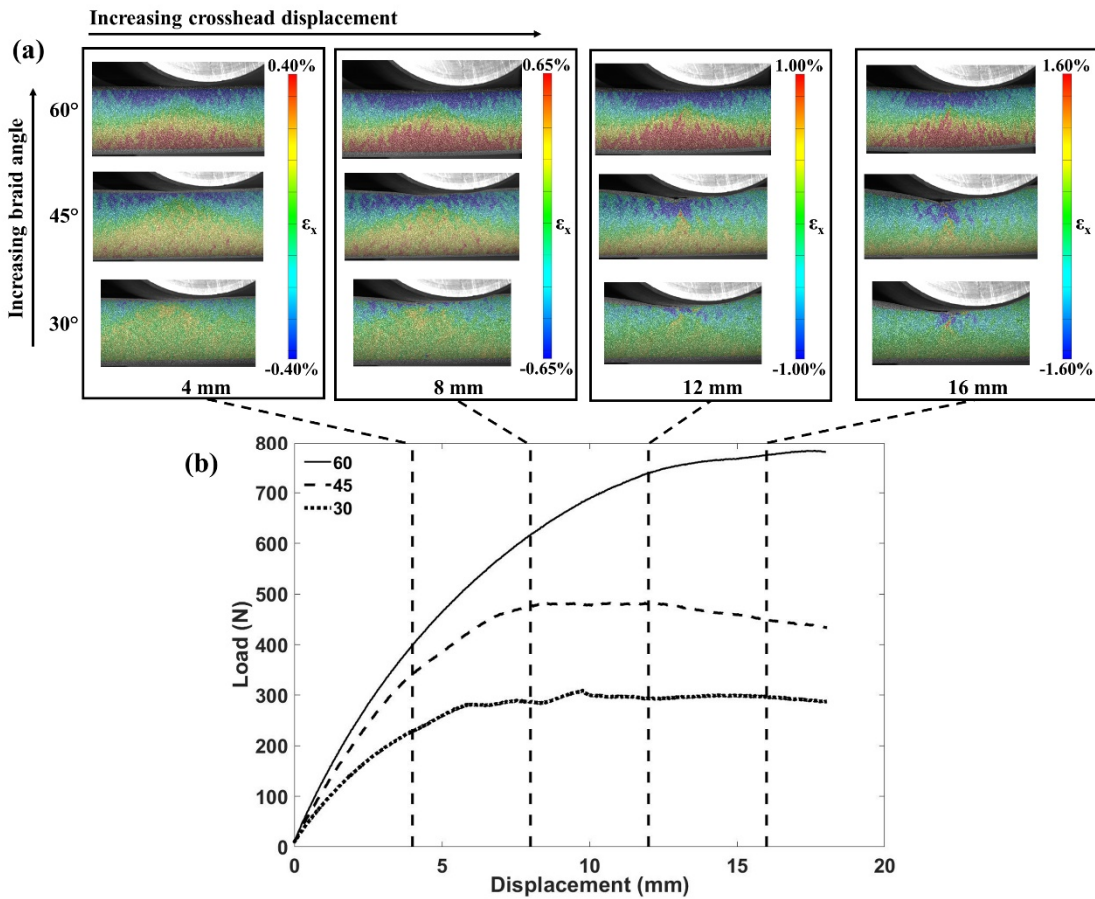 Increasing crosshead displacement
(a)
Increasing braid angle
60°
45°
30°
0.40%
εx
-0.40%
4 mm
0.65%
εx
-0.65%
8 mm
1.00%
εx
-1.00%
12 mm
1.60%
εx
-1.60%
16 mm
(b)
60
45
30
Load (N)
800
700
600
500
400
300
200
100
0
0
5
10
15
20
Displacement (mm)